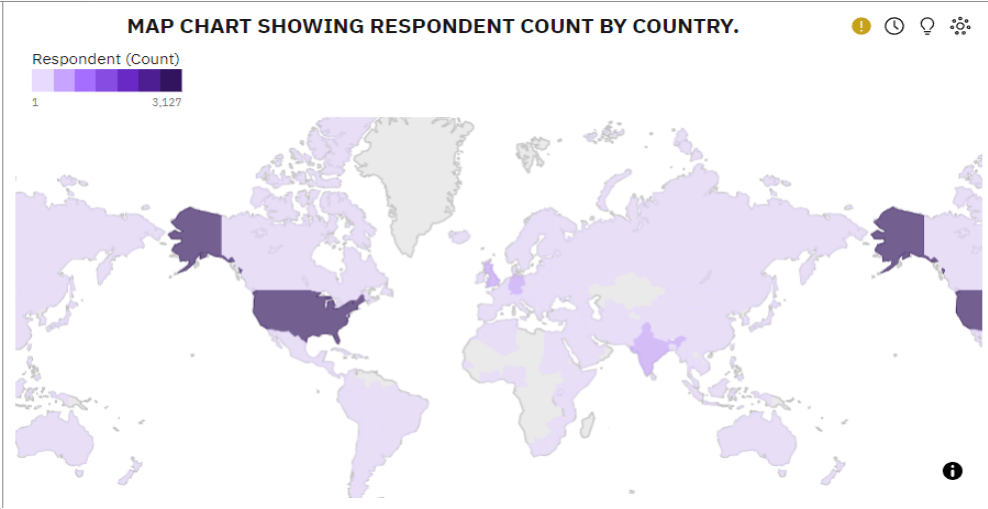 MAP CHART SHOWING RESPONDENT COUNT BY COUNTRY.
Respondent (Count)
1 3,127